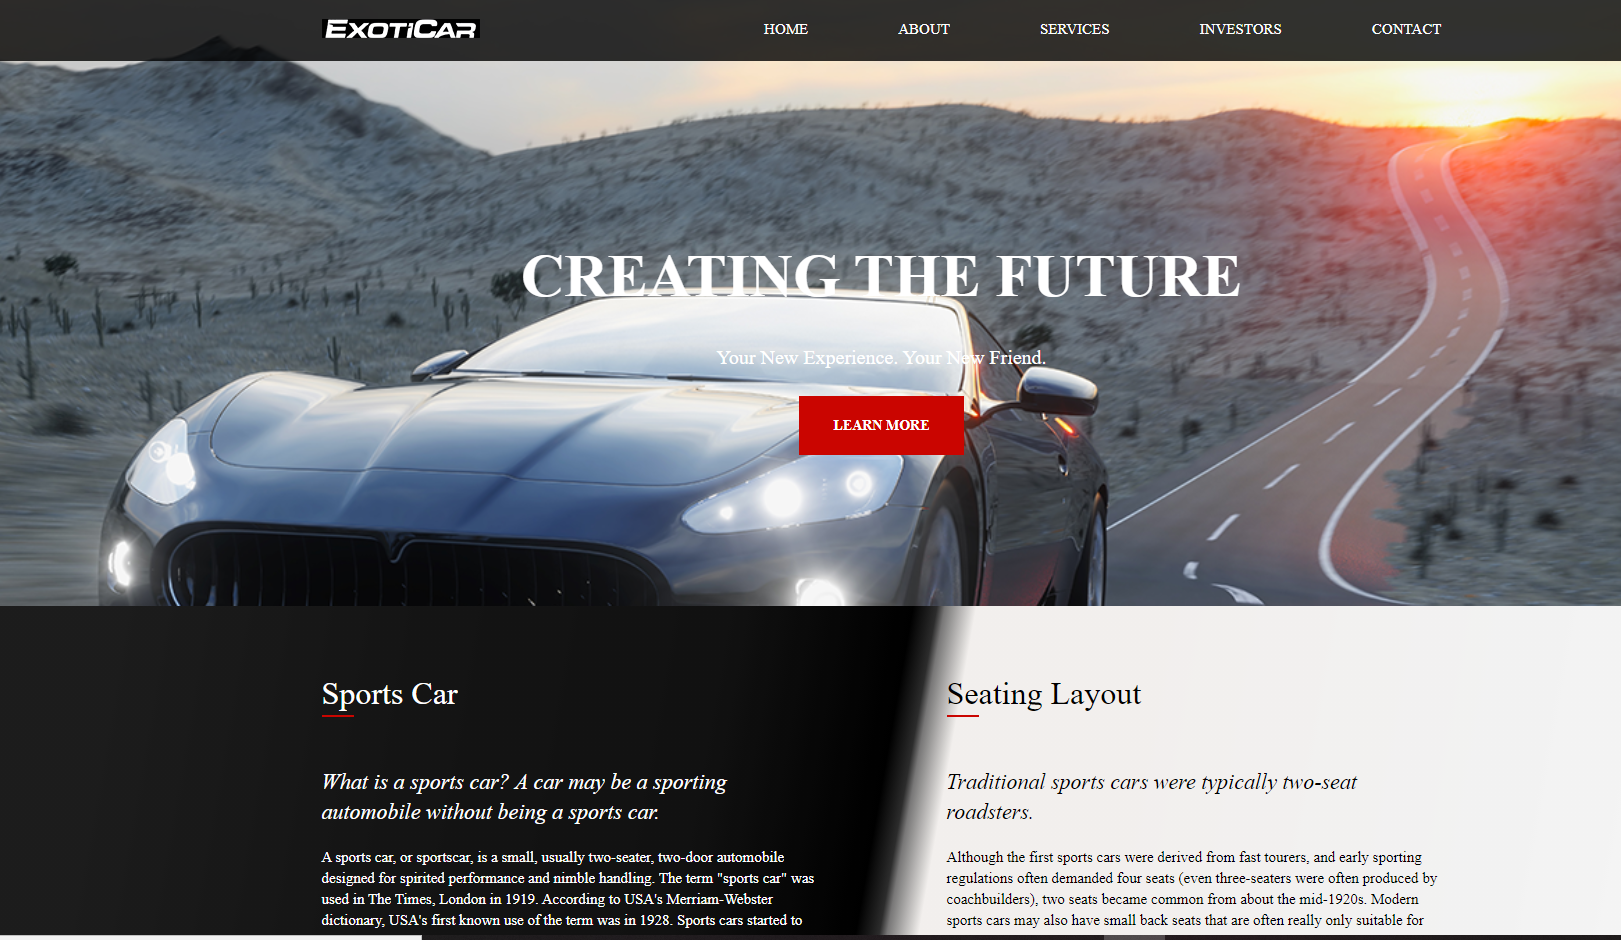 EXOTICAR
HOME
ABOUT
SERVICES
INVESTORS
CONTACT
CREATING THE FUTURE
Your New Experience. Your New Friend.
LEARN MORE
Sports Car
What is a sports car? A car may be a sporting
automobile without being a sports car.
A sports car, or sportscar, is a small, usually two-seater, two-door automobile
designed for spirited performance and nimble handling. The term "sports car" was
used in The Times, London in 1919. According to USA's Merriam-Webster
dictionary, USA's first known use of the term was in 1928. Sports cars started to
Seating Layout
Traditional sports cars were typically two-seat
roadsters.
Although the first sports cars were derived from fast tourers, and early sporting
regulations often demanded four seats (even three-seaters were often produced by
coachbuilders), two seats became common from about the mid-1920s. Modern
sports cars may also have small back seats that are often really only suitable for